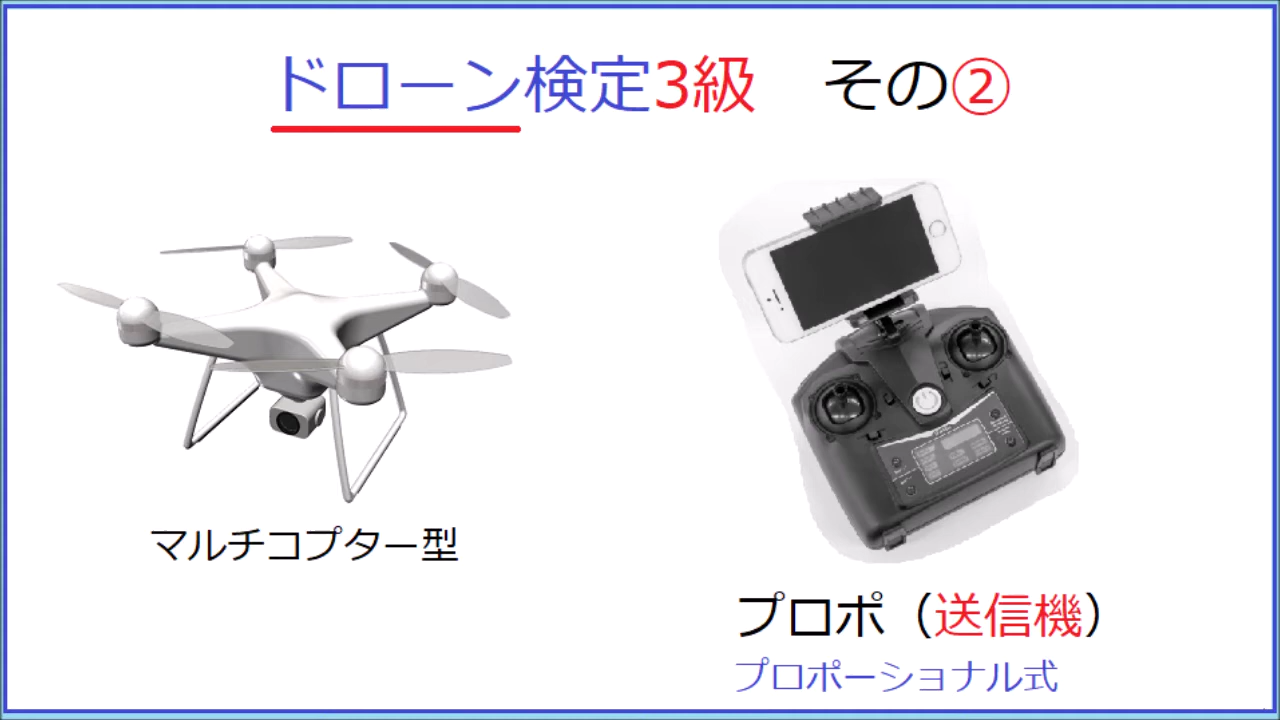 ドローン検定3級　その②
マルチコプター型
プロポ（送信機）
プロポーショナル式